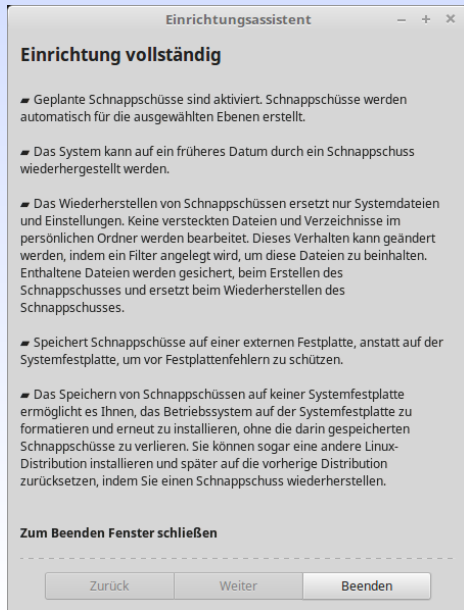 Einrichtungsassistent
Einrichtung vollständig
▰ Geplante Schnappschüsse sind aktiviert. Schnappschüsse werden
automatisch für die ausgewählten Ebenen erstellt.
▰ Das System kann auf ein früheres Datum durch ein Schnappschuss
wiederhergestellt werden.
▰ Das Wiederherstellen von Schnappschüssen ersetzt nur Systemdateien
und Einstellungen. Keine versteckten Dateien und Verzeichnisse im
persönlichen Ordner werden bearbeitet. Dieses Verhalten kann geändert
werden, indem ein Filter angelegt wird, um diese Dateien zu beinhalten.
Enthaltene Dateien werden gesichert, beim Erstellen des
Schnappschusses und ersetzt beim Wiederherstellen des
Schnappschusses.
▰ Speichert Schnappschüsse auf einer externen Festplatte, anstatt auf der
Systemfestplatte, um vor Festplattenfehlern zu schützen.
▰ Das Speichern von Schnappschüssen auf keiner Systemfestplatte
ermöglicht es Ihnen, das Betriebssystem auf der Systemfestplatte zu
formatieren und erneut zu installieren, ohne die darin gespeicherten
Schnappschüsse zu verlieren. Sie können sogar eine andere Linux-
Distribution installieren und später auf die vorherige Distribution
zurücksetzen, indem Sie einen Schnappschuss wiederherstellen.
Zum Beenden Fenster schließen
Zurück Weiter Beenden